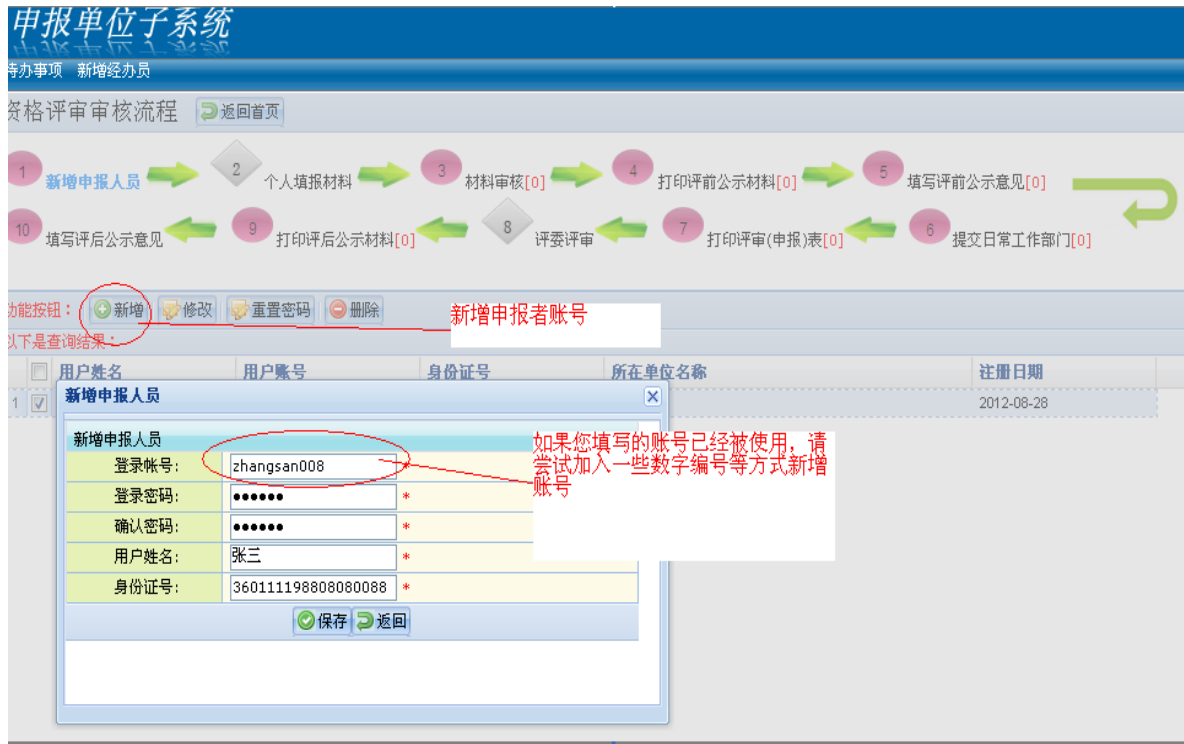 申报单位子系统
待办事项 新增经办员
资格评审审核流程 返回首页
1 新增申报人员 2 个人填报材料 3 材料审核[0] 4 打印评前公示材料[0] 5 填写评前公示意见[0]
10 填写评后公示意见 9 打印评后公示材料[0] 8 评委评审 7 打印评审(申报)表[0] 6 提交日常工作部门[0]
功能按钮： 新增 修改 重置密码 删除
新增申报者账号
以下是查询结果：
用户姓名 用户账号 身份证号 所在单位名称 注册日期
1 2012-08-28
新增申报人员
新增申报人员
登录帐号： zhangsan008 *
登录密码： ●●●●●● *
确认密码： ●●●●●● *
用户姓名： 张三 *
身份证号： 360111198808080088 *
保存 返回
如果您填写的账号已经被使用，请
尝试加入一些数字编号等方式新增
账号